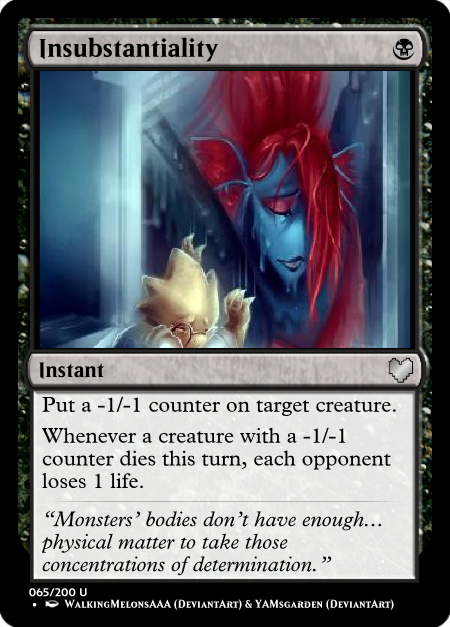 Insubstantiality
Instant
Put a -1/-1 counter on target creature.
Whenever a creature with a -1/-1
counter dies this turn, each opponent
loses 1 life.
“Monsters’ bodies don’t have enough…
physical matter to take those
concentrations of determination.”
065/200 U
• WalkingMelonsAAA (DeviantArt) & YAMsgarden (DeviantArt)